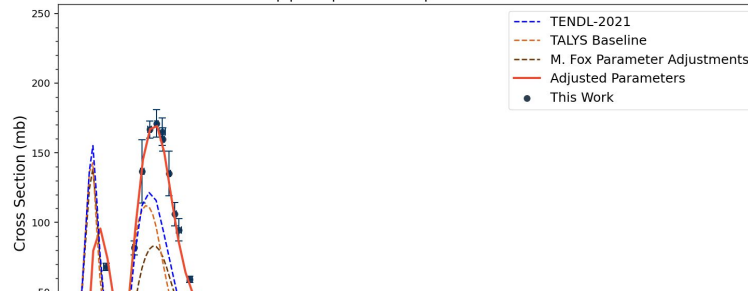 250
200
150
100
50
Cross Section (mb)
TENDL-2021
TALYS Baseline
M. Fox Parameter Adjustments
Adjusted Parameters
This Work